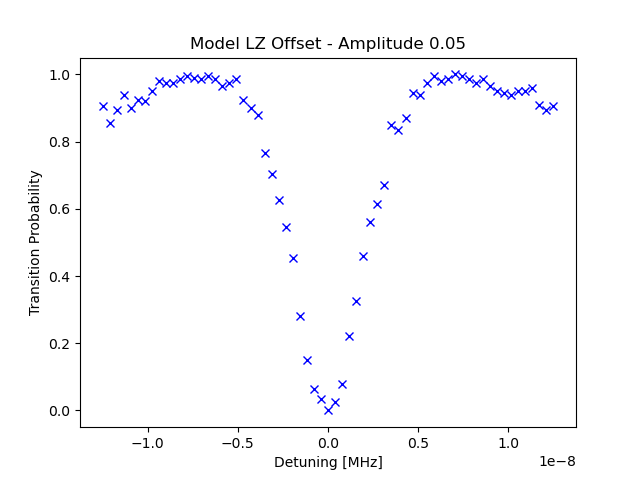 Model LZ Offset - Amplitude 0.05
1.0
0.8
0.6
0.4
0.2
0.0
Transition Probability
−1.0 −0.5 0.0 0.5 1.0
1e−8
Detuning [MHz]